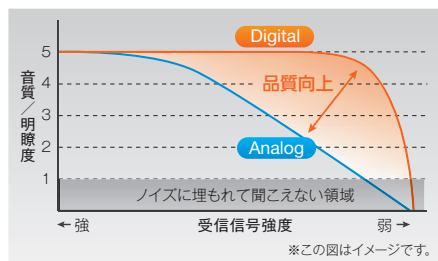 Digital
5
4
3
2
1
音質／明瞭度
品質向上
Analog
ノイズに埋もれて聞こえない領域
←強
受信信号強度
弱→
※この図はイメージです。